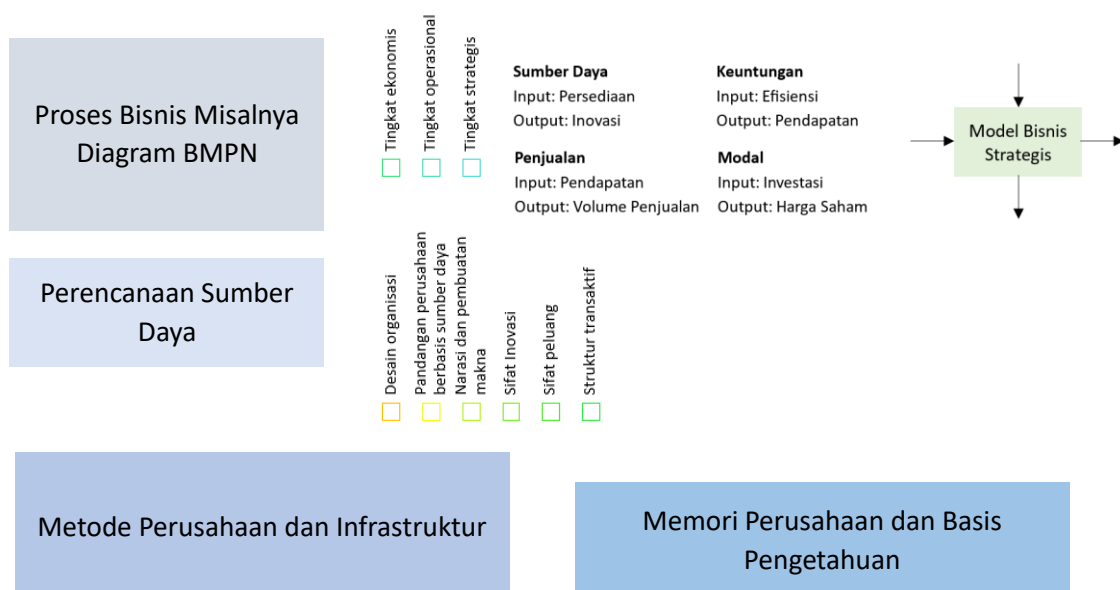 Proses Bisnis Misalnya
Diagram BMPN
Tingkat ekonomis
Tingkat operasional
Tingkat strategis
Sumber Daya
Input: Persediaan
Output: Inovasi
Keuntungan
Input: Efisiensi
Output: Pendapatan
Penjualan
Input: Pendapatan
Output: Volume Penjualan
Modal
Input: Investasi
Output: Harga Saham
Model Bisnis
Strategis
Perencanaan Sumber
Daya
Desain organisasi
Pandangan perusahaan
berbasis sumber daya
Narasi dan pembuatan
makna
Sifat Inovasi
Sifat peluang
Struktur transaktif
Metode Perusahaan dan Infrastruktur
Memori Perusahaan dan Basis
Pengetahuan